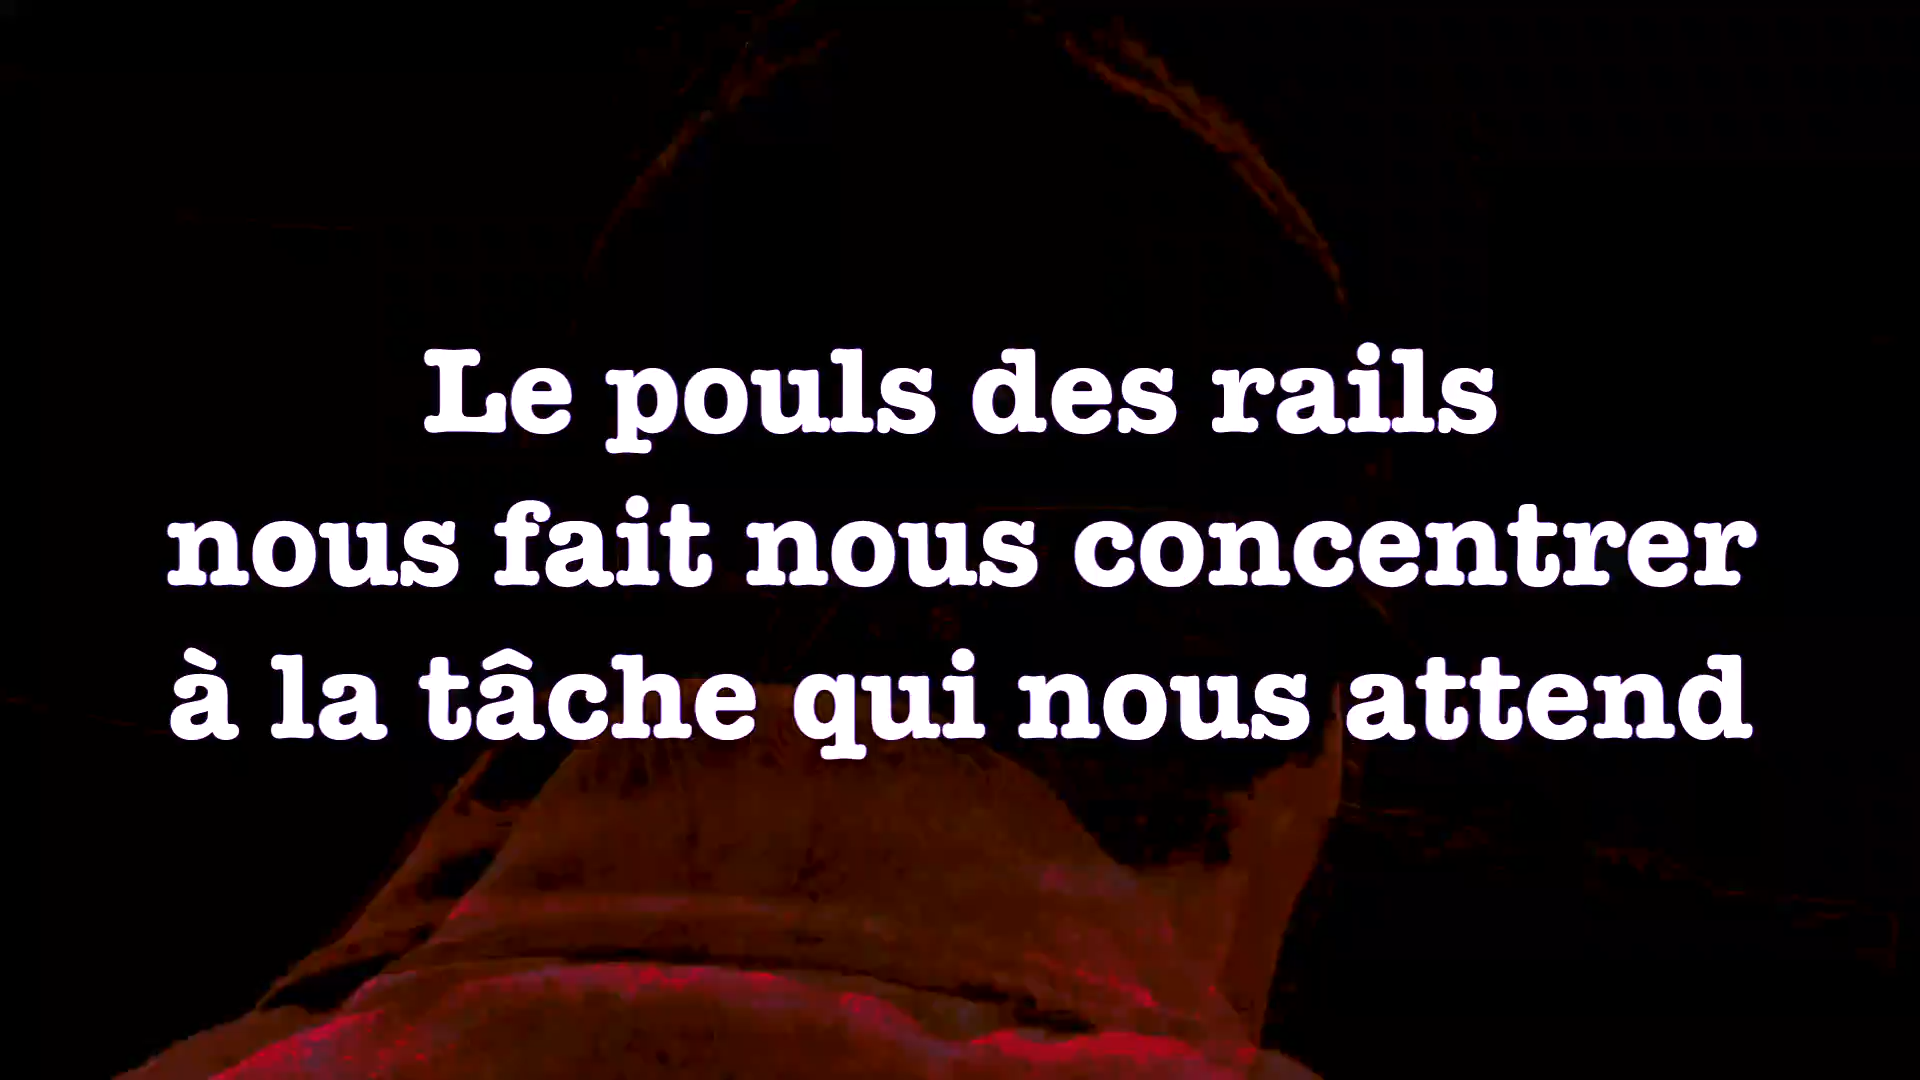 Le pouls des rails
nous fait nous concentrer
à la tâche qui nous attend